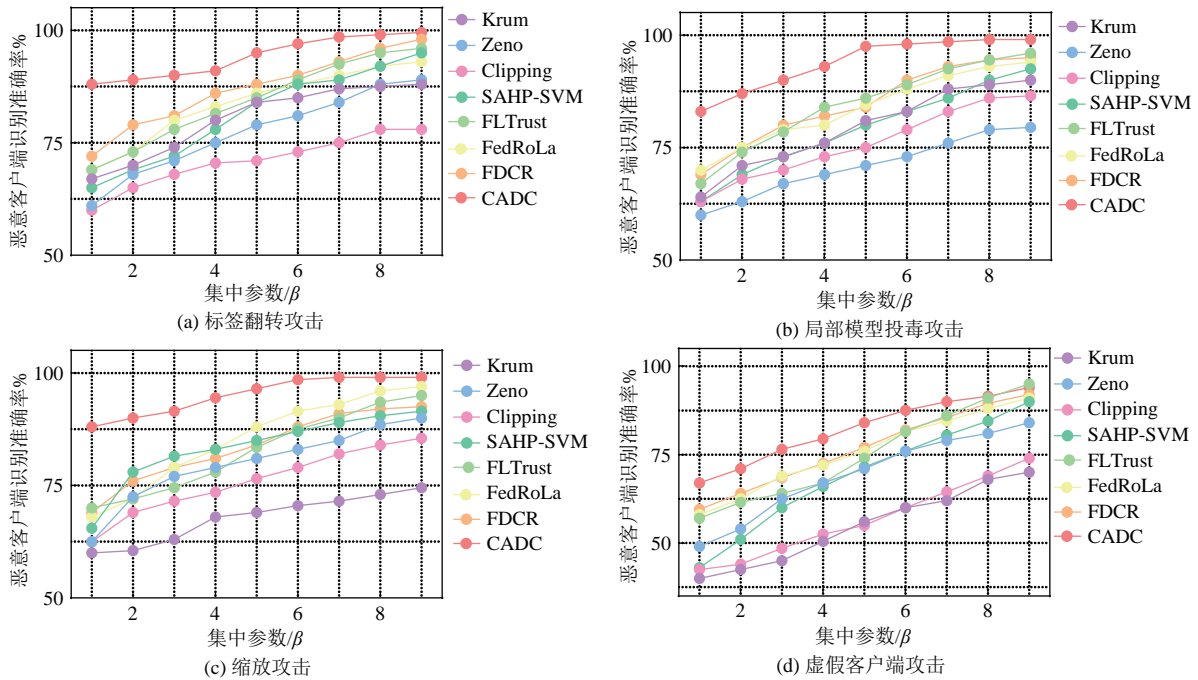 恶意客户端识别准确率%
100
75
50
2
4
6
8
集中参数/β
Krum
Zeno
Clipping
SAHP-SVM
FLTrust
FedRoLa
FDCR
CADC
(a) 标签翻转攻击
恶意客户端识别准确率%
100
75
50
2
4
6
8
集中参数/β
Krum
Zeno
Clipping
SAHP-SVM
FLTrust
FedRoLa
FDCR
CADC
(b) 局部模型投毒攻击
恶意客户端识别准确率%
100
75
50
2
4
6
8
集中参数/β
Krum
Zeno
Clipping
SAHP-SVM
FLTrust
FedRoLa
FDCR
CADC
(c) 缩放攻击
恶意客户端识别准确率%
100
75
50
2
4
6
8
集中参数/β
Krum
Zeno
Clipping
SAHP-SVM
FLTrust
FedRoLa
FDCR
CADC
(d) 虚假客户端攻击